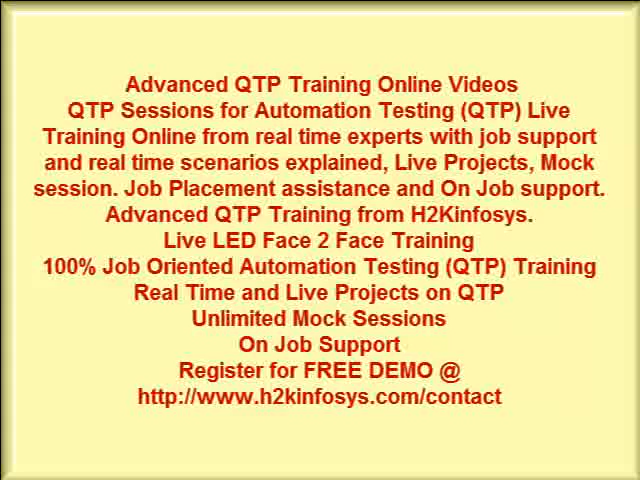 Advanced QTP Training Online Videos
QTP Sessions for Automation Testing (QTP) Live
Training Online from real time experts with job support
and real time scenarios explained, Live Projects, Mock
session. Job Placement assistance and On Job support.
Advanced QTP Training from H2Kinfosys.
Live LED Face 2 Face Training
100% Job Oriented Automation Testing (QTP) Training
Real Time and Live Projects on QTP
Unlimited Mock Sessions
On Job Support
Register for FREE DEMO @
http://www.h2kinfosys.com/contact